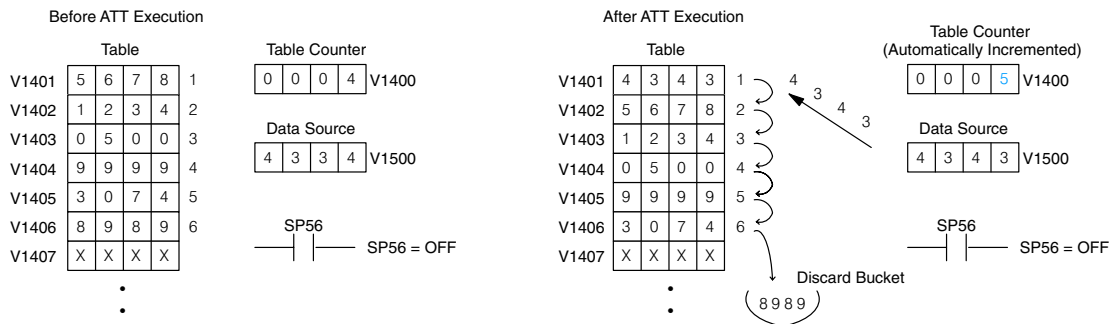 Before ATT Execution
Table
V1401 5 6 7 8 1
V1402 1 2 3 4 2
V1403 0 5 0 0 3
V1404 9 9 9 9 4
V1405 3 0 7 4 5
V1406 8 9 8 9 6
V1407 X X X X
Table Counter
0 0 0 4 V1400
Data Source
4 3 3 4 V1500
SP56
SP56 = OFF
After ATT Execution
Table
V1401 4 3 4 3 1
V1402 5 6 7 8 2
V1403 1 2 3 4 3
V1404 0 5 0 0 4
V1405 9 9 9 9 5
V1406 3 0 7 4 6
V1407 X X X X
4 3 4 3
Discard Bucket
8 9 8 9
Table Counter
(Automatically Incremented)
0 0 0 5 V1400
Data Source
4 3 4 3 V1500
SP56
SP56 = OFF